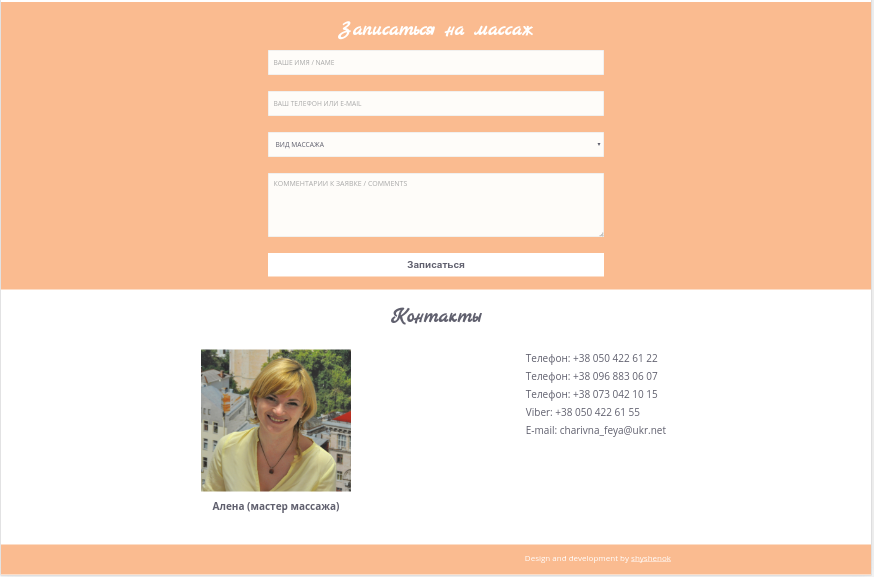 Записаться на массаж
ВАШЕ ИМЯ / NAME
ВАШ ТЕЛЕФОН ИЛИ E-MAIL
ВИД МАССАЖА
КОММЕНТАРИИ К ЗАЯВКЕ / COMMENTS
Записаться
Контакты
Телефон: +38 050 422 61 22
Телефон: +38 096 883 06 07
Телефон: +38 073 042 10 15
Viber: +38 050 422 61 55
E-mail: charivna_feya@ukr.net
Алена (мастер массажа)
Design and development by shyshenok